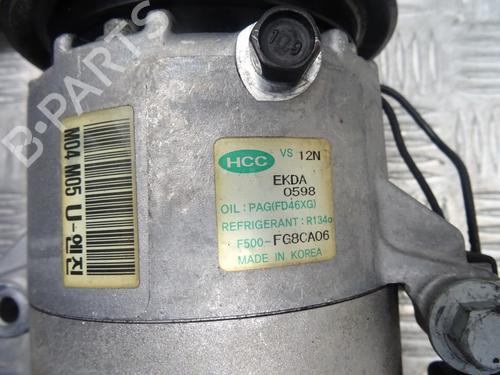 B-PARTS
119
M04 M05 U-엔진
HCC VS 12N
EKDA
0598
OIL : PAG(FD46XG)
REFRIGERANT : R134a
F500-FG8CA06
MADE IN KOREA